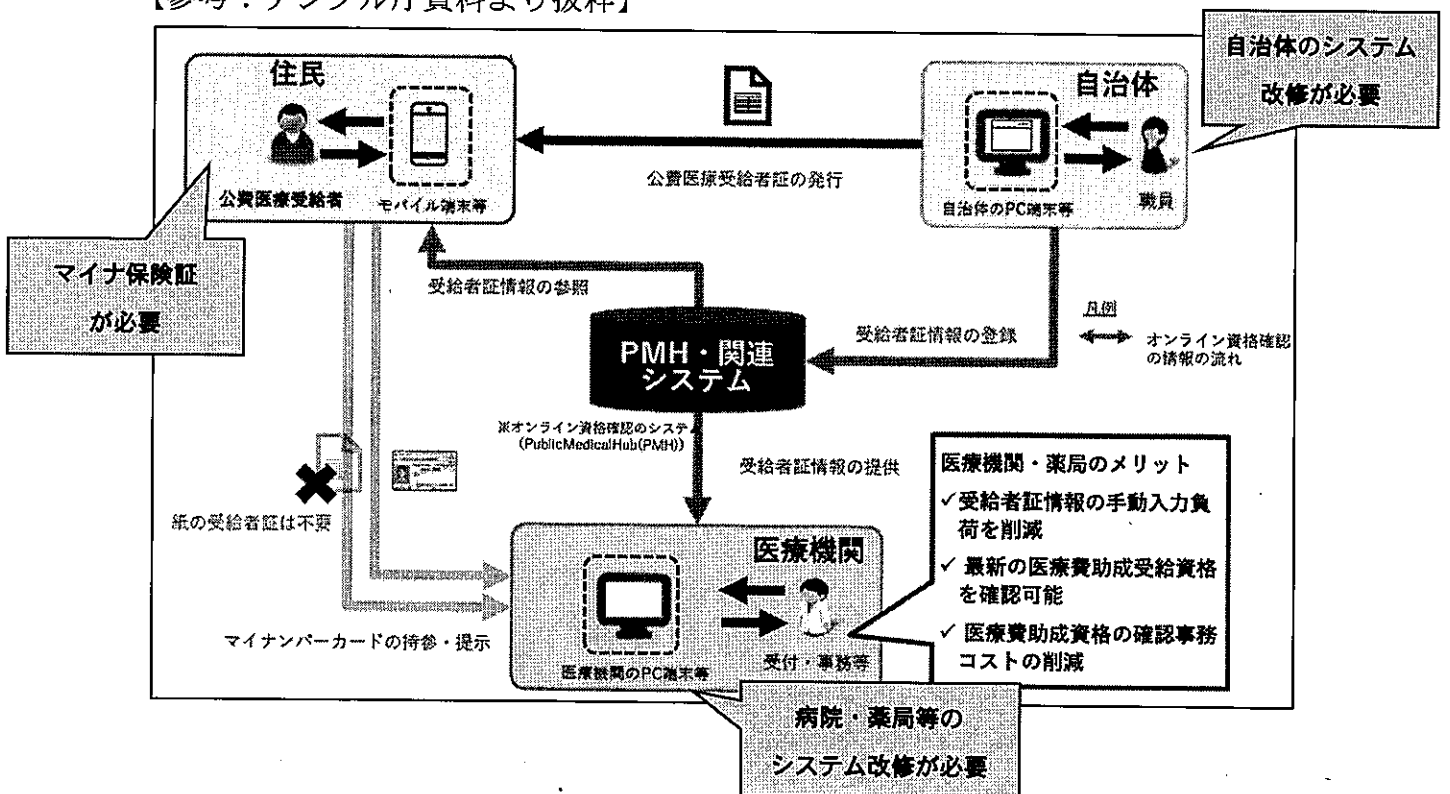 【参考:デジタル庁資料より抜粋】
自治体のシステム
改修が必要
住民
自治体
公費医療受給者の発行
公費医療受給者
モバイル端末等
自治体のPC端末等
職員
マイナ保険証
が必要
受給者証情報の参照
凡例
オンライン資格確認
の情報の流れ
受給者証情報の登録
PMH・関連
システム
※オンライン資格確認のシステム
(PublicMedicalHub(PMH))
受給者証情報の提供
紙の受給者証は不要
医療機関・薬局のメリット
✓受給者証情報の手動入力負
荷を削減
✓ 最新の医療費助成受給資格
を確認可能
✓ 医療費助成資格の確認事務
コストの削減
医療機関
マイナンバーカードの持参・提示
医療機関のPC端末等
受付・事務等
病院・薬局等の
システム改修が必要